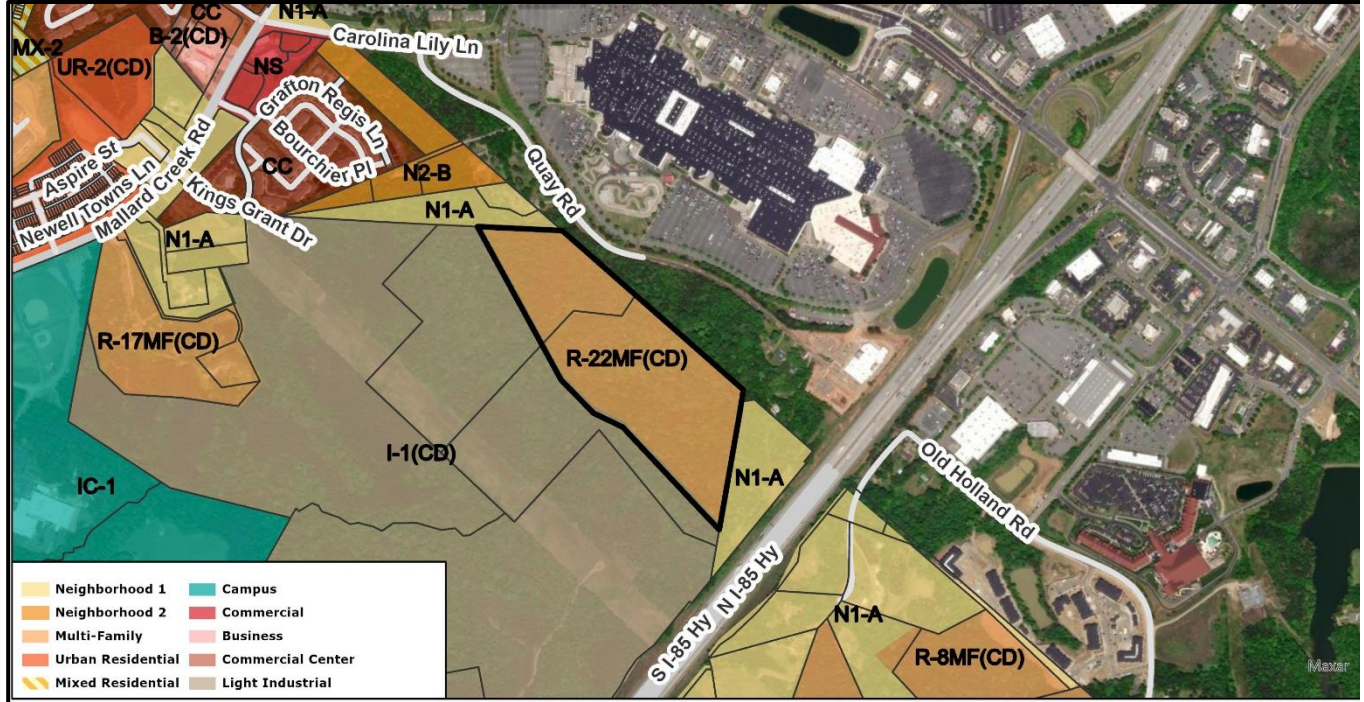 CC
N1-A
B-2(CD)
MX-2
UR-2(CD)
NS
Carolina Lily Ln
Grafton Regis Ln
Bourchier Pl
CC
Aspire St
Newell Towns Ln
Mallard Creek Rd
Kings Grant Dr
N2-B
Quay Rd
N1-A
N1-A
R-17MF(CD)
R-22MF(CD)
I-1(CD)
IC-1
N1-A
Old Holland Rd
S I-85 Hy
N I-85 Hy
N1-A
R-8MF(CD)
Neighborhood 1
Neighborhood 2
Multi-Family
Urban Residential
Mixed Residential
Campus
Commercial
Business
Commercial Center
Light Industrial
Maxar